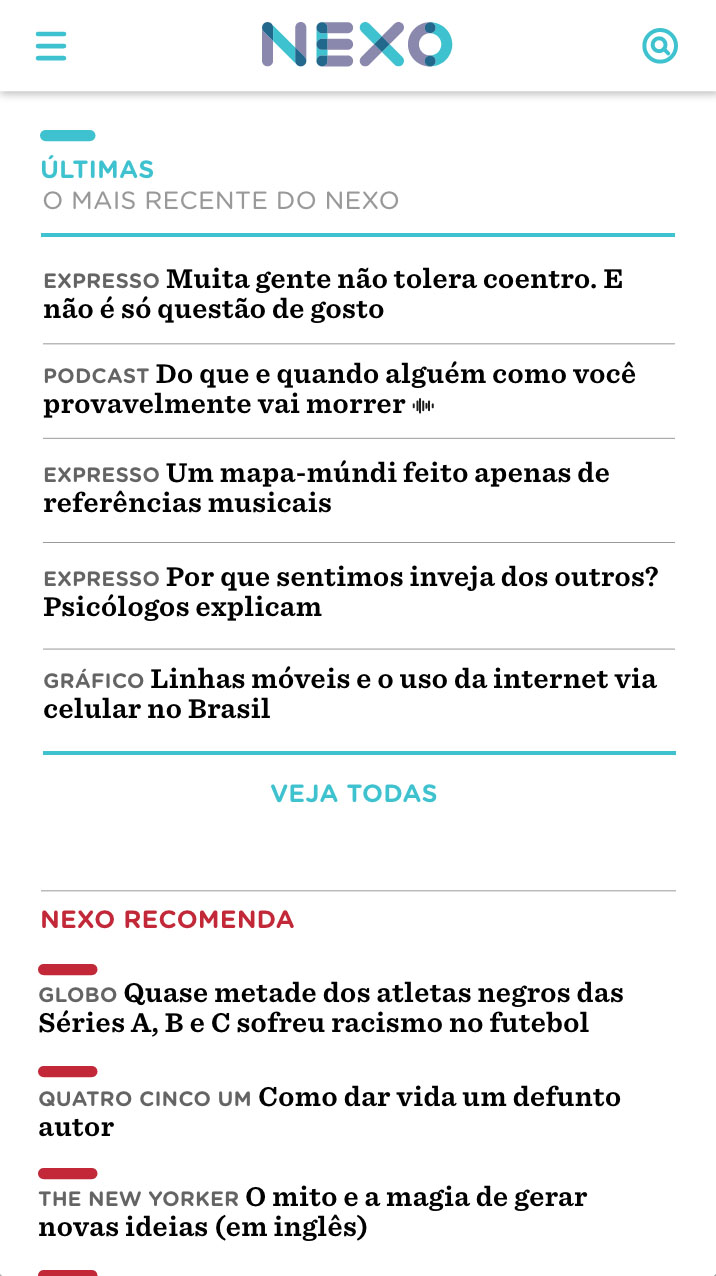 NEXO
ÚLTIMAS
O MAIS RECENTE DO NEXO
EXPRESSO Muita gente não tolera coentro. E
não é só questão de gosto
PODCAST Do que e quando alguém como você
provavelmente vai morrer
EXPRESSO Um mapa-múndi feito apenas de
referências musicais
EXPRESSO Por que sentimos inveja dos outros?
Psicólogos explicam
GRÁFICO Linhas móveis e o uso da internet via
celular no Brasil
VEJA TODAS
NEXO RECOMENDA
GLOBO Quase metade dos atletas negros das
Séries A, B e C sofreu racismo no futebol
QUATRO CINCO UM Como dar vida um defunto
autor
THE NEW YORKER O mito e a magia de gerar
novas ideias (em inglês)